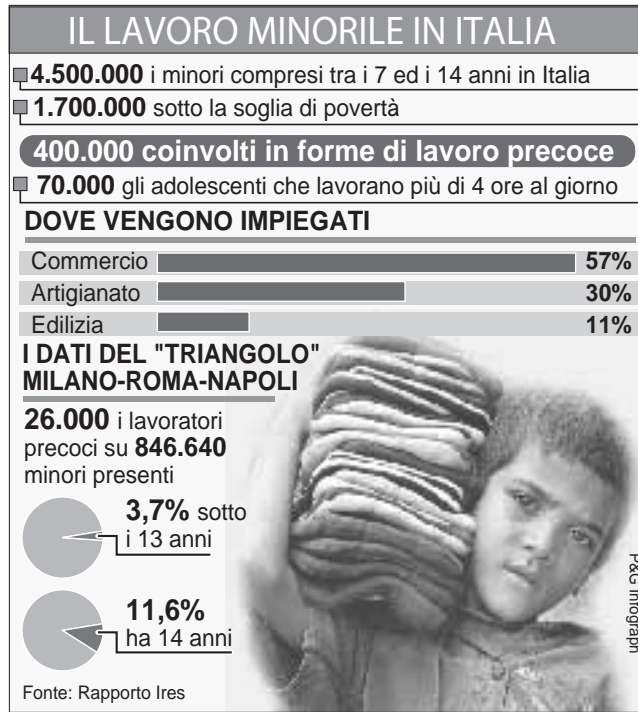 IL LAVORO MINORILE IN ITALIA
4.500.000 i minori compresi tra i 7 ed i 14 anni in Italia
1.700.000 sotto la soglia di povertà
400.000 coinvolti in forme di lavoro precoce
70.000 gli adolescenti che lavorano più di 4 ore al giorno
DOVE VENGONO IMPIEGATI
Commercio 57%
Artigianato 30%
Edilizia 11%
I DATI DEL "TRIANGOLO"
MILANO-ROMA-NAPOLI
26.000 i lavoratori
precoci su 846.640
minori presenti
3,7% sotto
i 13 anni
11,6%
ha 14 anni
Fonte: Rapporto Ires
P&G Infograph